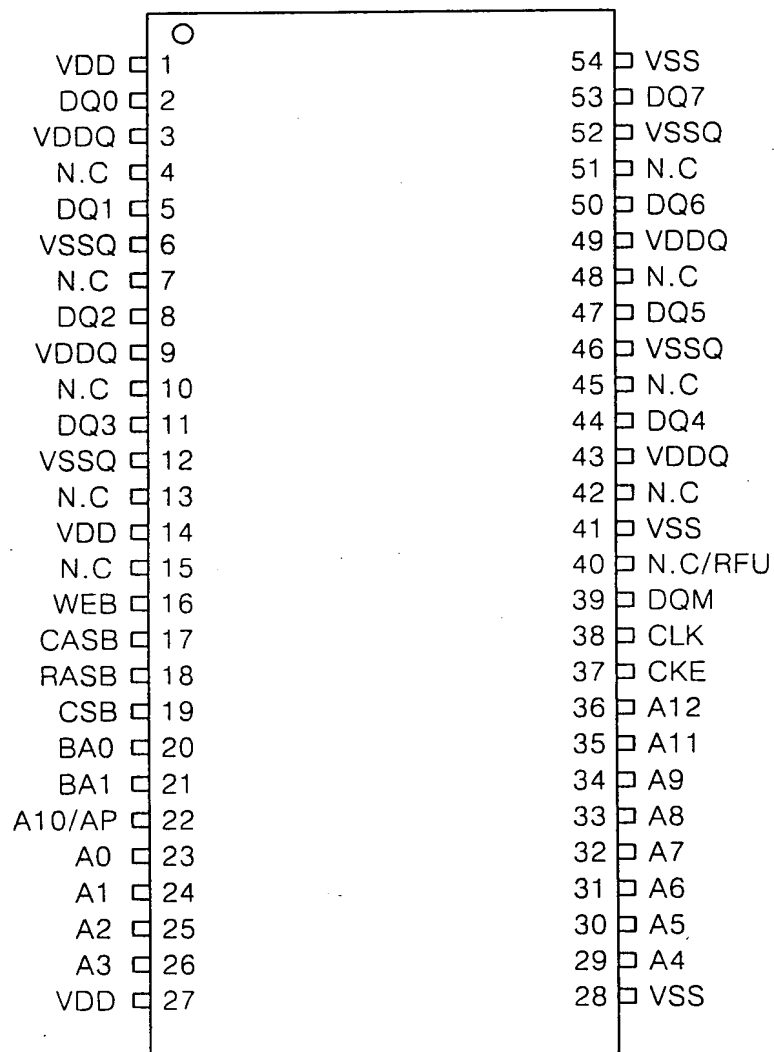 VDD 1 54 VSS
DQ0 2 53 DQ7
VDDQ 3 52 VSSQ
N.C 4 51 N.C
DQ1 5 50 DQ6
VSSQ 6 49 VDDQ
N.C 7 48 N.C
DQ2 8 47 DQ5
VDDQ 9 46 VSSQ
N.C 10 45 N.C
DQ3 11 44 DQ4
VSSQ 12 43 VDDQ
N.C 13 42 N.C
VDD 14 41 VSS
N.C 15 40 N.C/RFU
WEB 16 39 DQM
CASB 17 38 CLK
RASB 18 37 CKE
CSB 19 36 A12
BA0 20 35 A11
BA1 21 34 A9
A10/AP 22 33 A8
A0 23 32 A7
A1 24 31 A6
A2 25 30 A5
A3 26 29 A4
VDD 27 28 VSS